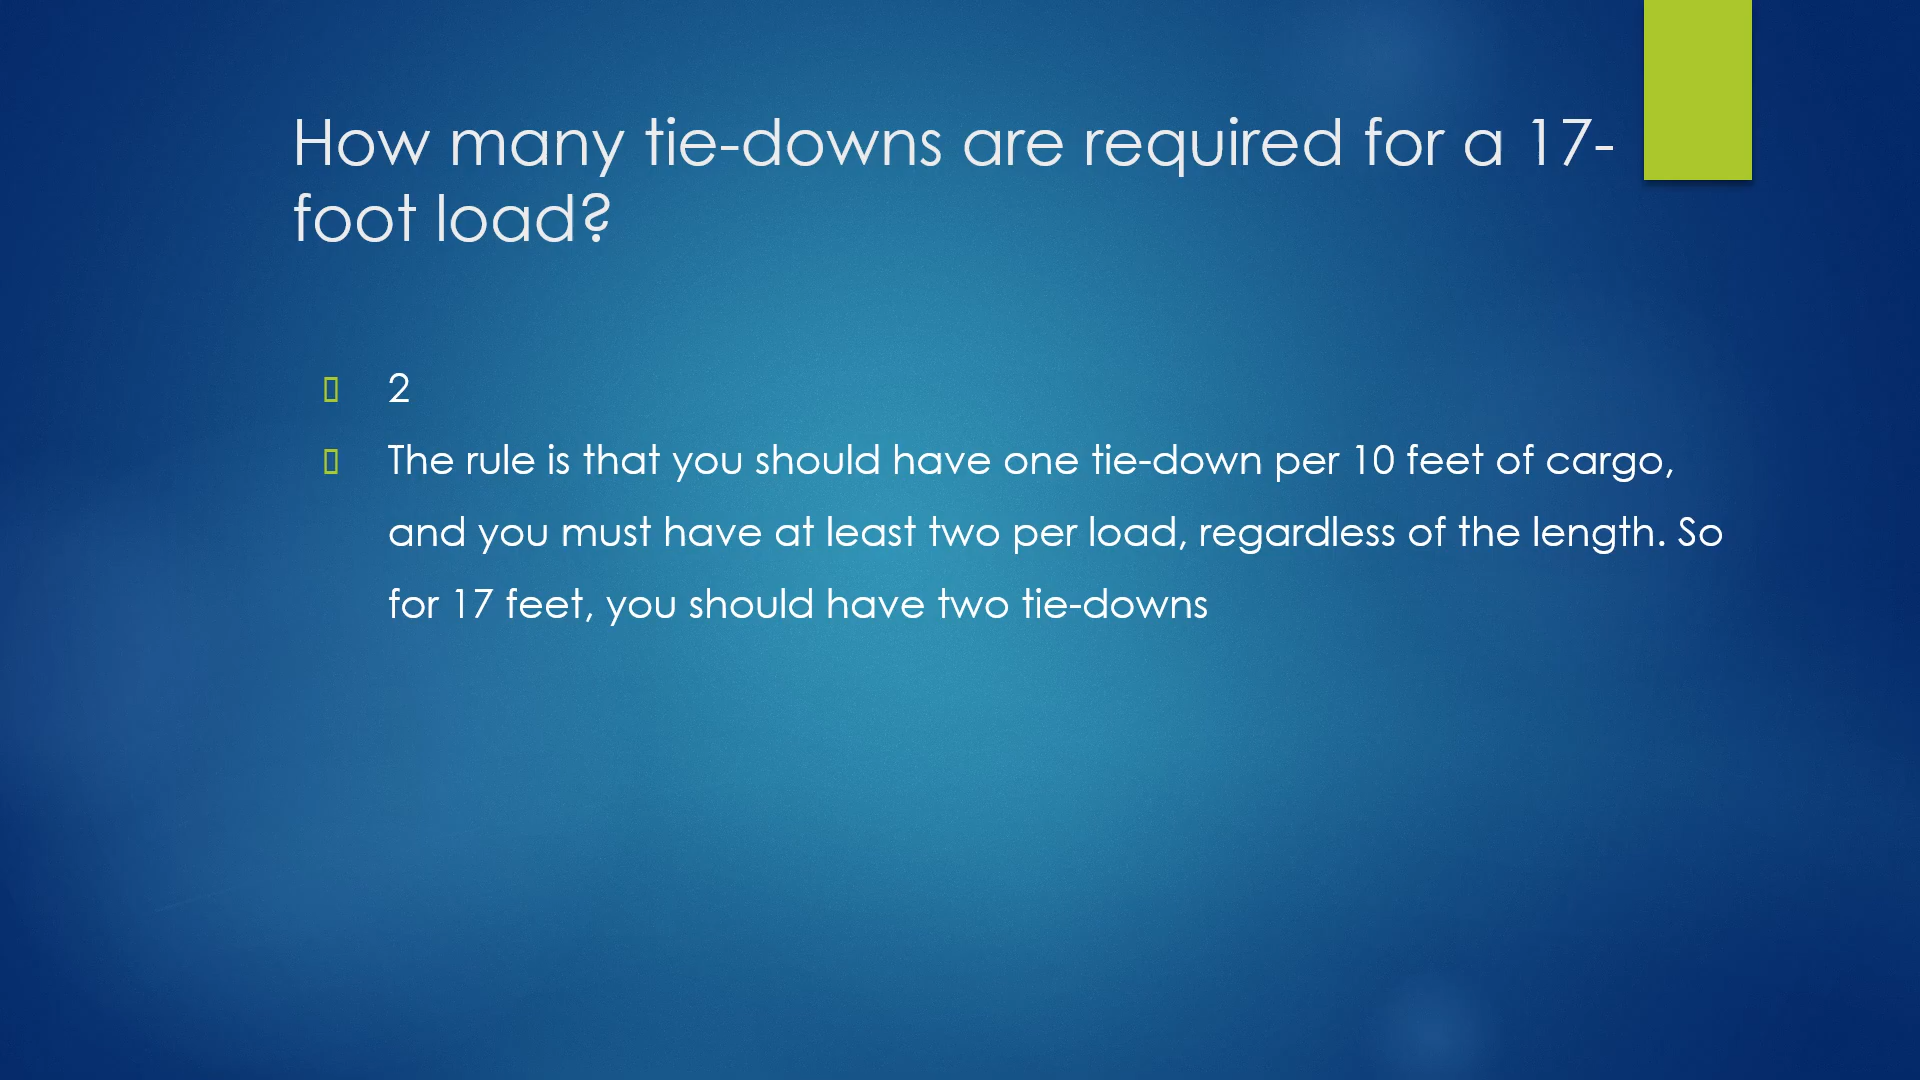 How many tie-downs are required for a 17-
foot load?
2
The rule is that you should have one tie-down per 10 feet of cargo,
and you must have at least two per load, regardless of the length. So
for 17 feet, you should have two tie-downs